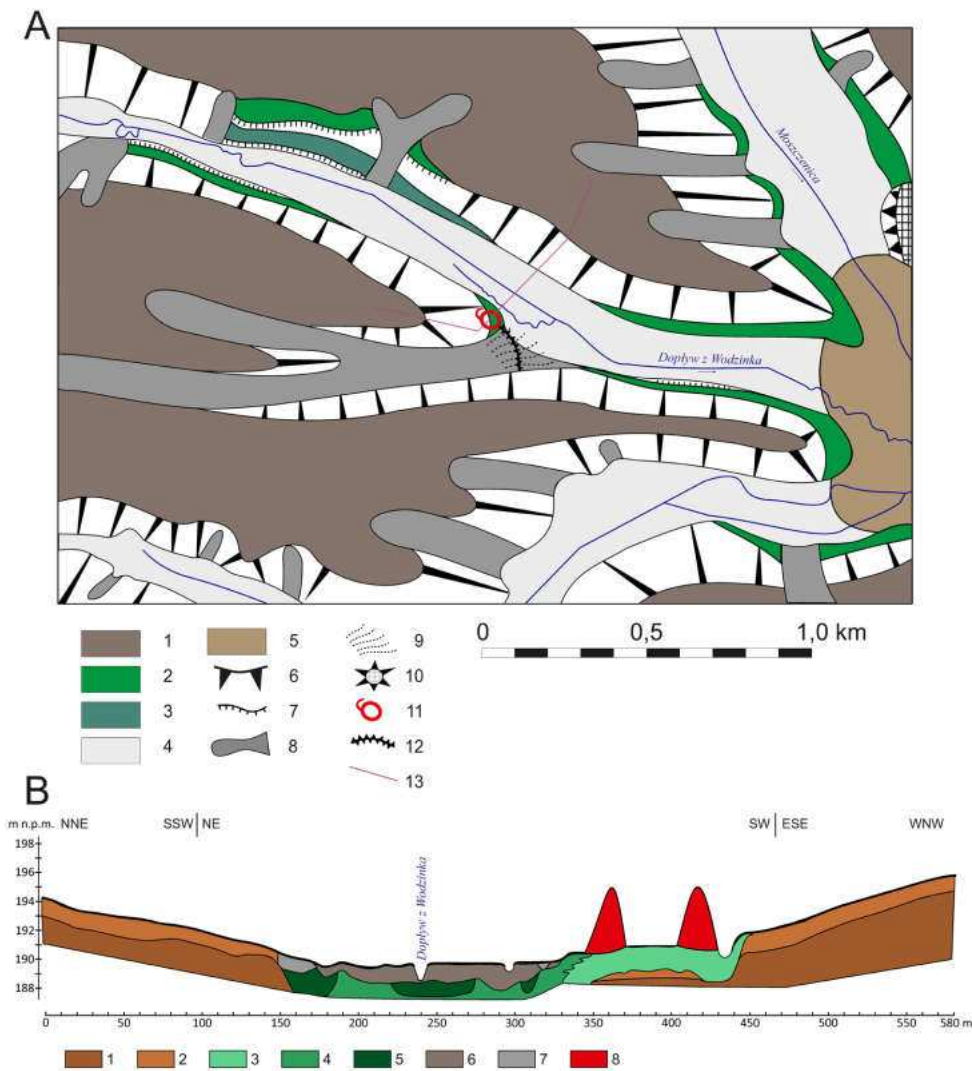 A
Moszczenica
Dopływ z Wodzinka
1 5 9
2 6 10
3 7 11
4 8 12
13
0 0,5 1,0 km
B
m n.p.m. NNE SSW NE SW ESE WNW
198
196
194
192
190
188
Dopływ z Wodzinka
0 50 100 150 200 250 300 350 400 450 500 550 580 m
1 2 3 4 5 6 7 8